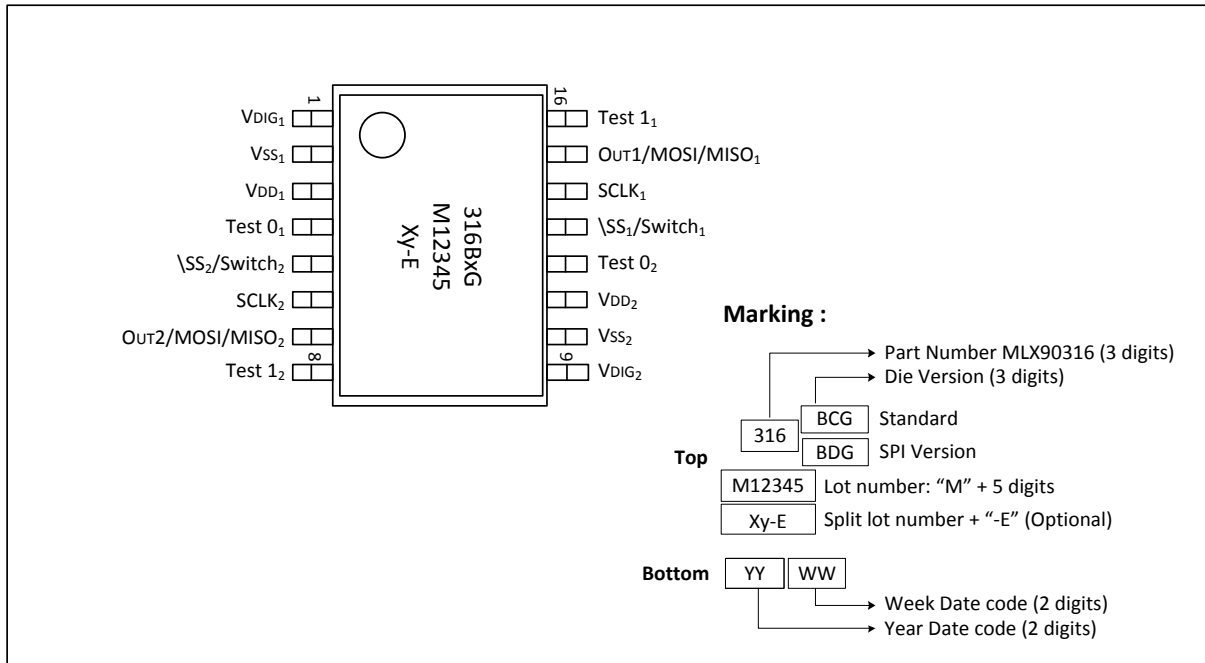 1
16
VDIG₁
Test 1₁
VSS₁
OUT1/MOSI/MISO₁
VDD₁
SCLK₁
Test 0₁
\SS₁/Switch₁
\SS₂/Switch₂
Test 0₂
SCLK₂
VDD₂
OUT2/MOSI/MISO₂
VSS₂
Test 1₂
VDIG₂
8
9
316BxG
M12345
Xy-E
Marking :
Part Number MLX90316 (3 digits)
Die Version (3 digits)
316
BCG Standard
BDG SPI Version
Top
M12345 Lot number: “M” + 5 digits
Xy-E Split lot number + “-E” (Optional)
Bottom YY WW
Week Date code (2 digits)
Year Date code (2 digits)